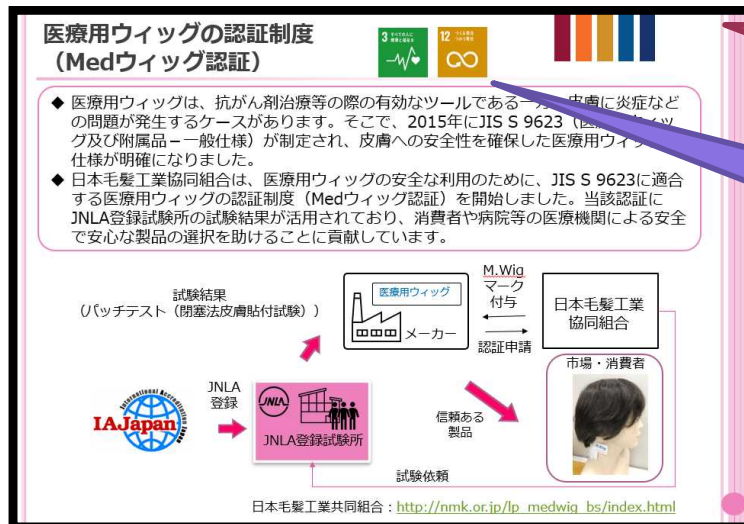 医療用ウィッグの認証制度
（Medウィッグ認証）
3 すべての人に
健康と福祉を
12 つくる責任
つかう責任
◆ 医療用ウィッグは、抗がん剤治療等の際の有効なツールである一方、皮膚に炎症など
の問題が発生するケースがあります。そこで、2015年にJIS S 9623（医療
ウィッ
グ及び附属品－一般仕様）が制定され、皮膚への安全性を確保した医療用ウィッ
仕様が明確になりました。
◆ 日本毛髪工業協同組合は、医療用ウィッグの安全な利用のために、JIS S 9623に適合
する医療用ウィッグの認証制度（Medウィッグ認証）を開始しました。当該認証に
JNLA登録試験所の試験結果が活用されており、消費者や病院等の医療機関による安全
で安心な製品の選択を助けることに貢献しています。
試験結果
（パッチテスト（閉塞法皮膚貼付試験））
医療用ウィッグ
メーカー
M.Wig
マーク
付与
認証申請
日本毛髪工業
協同組合
市場・消費者
International Accreditation Japan
IAJapan
JNLA
登録
JNLA
JNLA登録試験所
信頼ある
製品
試験依頼
日本毛髪工業共同組合：http://nmk.or.jp/lp_medwig_bs/index.html